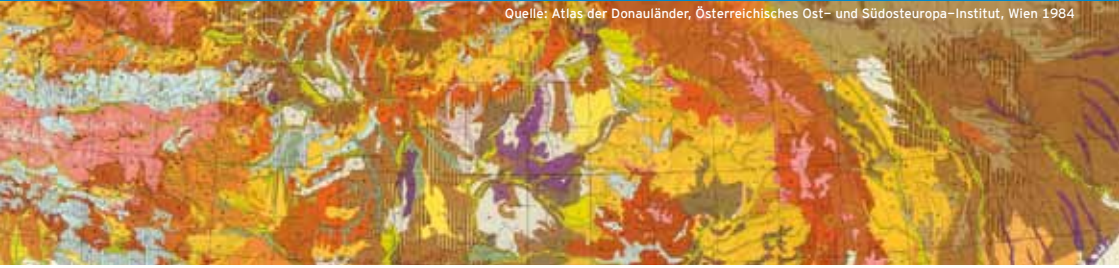 Quelle: Atlas der Donauländer, Österreichisches Ost- und Südosteuropa-Institut, Wien 1984